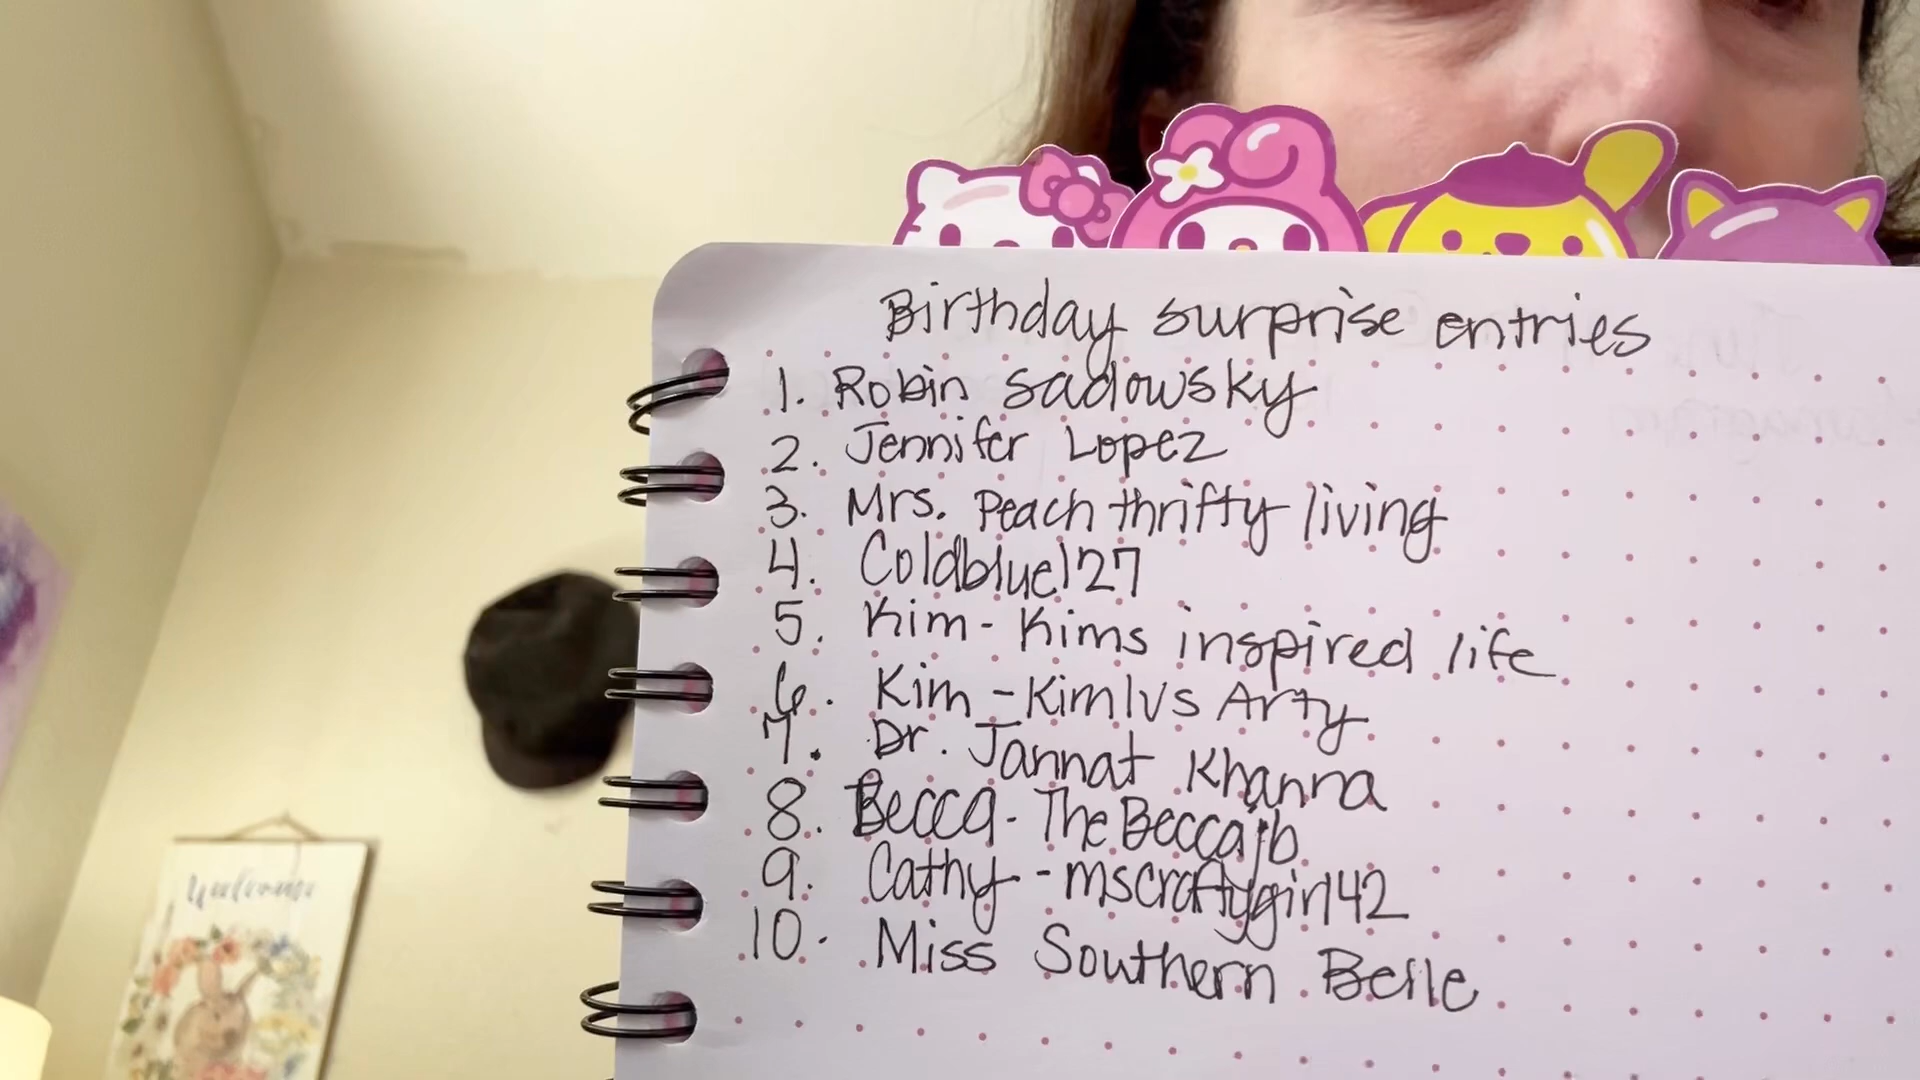 Birthday surprise entries
1. Robin Sadowsky
2. Jennifer Lopez
3. Mrs. Peach thrifty living
4. Coldblue127
5. Kim - Kims inspired life
6. Kim - Kimlvs Arty
7. Dr. Jannat Khanna
8. Becca - The Beccajb
9. Cathy - mscraftygirl42
10. Miss Southern Belle
Welcome